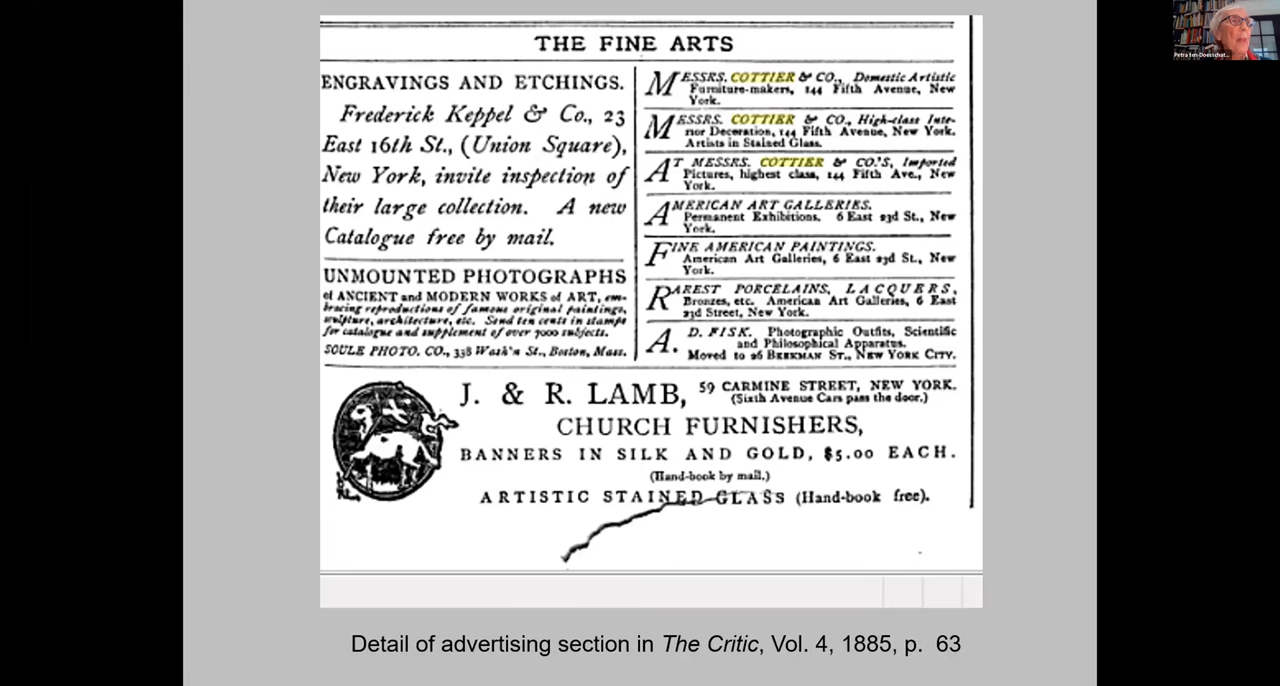 Petra ten-Doesschat...
THE FINE ARTS
ENGRAVINGS AND ETCHINGS.
Frederick Keppel & Co., 23
East 16th St., (Union Square),
New York, invite inspection of
their large collection. A new
Catalogue free by mail.
UNMOUNTED PHOTOGRAPHS
of ANCIENT and MODERN WORKS of ART, em-
bracing reproductions of famous original paintings,
sculpture, architecture, etc. Send ten cents in stamps
for catalogue and supplement of over 7000 subjects.
SOULE PHOTO. CO., 338 Wash'n St., Boston, Mass.
MESSRS. COTTIER & CO., Domestic Artistic
Furniture-makers, 144 Fifth Avenue, New
York.
MESSRS. COTTIER & CO., High-class Inte-
rior Decoration, 144 Fifth Avenue, New York.
Artists in Stained Glass.
AT MESSRS. COTTIER & CO.'S, Imported
Pictures, highest class, 144 Fifth Ave., New
York.
AMERICAN ART GALLERIES.
Permanent Exhibitions. 6 East 23d St., New
York.
FINE AMERICAN PAINTINGS.
American Art Galleries, 6 East 23d St., New
York.
RAREST PORCELAINS, LACQUERS,
Bronzes, etc. American Art Galleries, 6 East
23d Street, New York.
A. D. FISK. Photographic Outfits, Scientific
and Philosophical Apparatus.
Moved to 26 BEEKMAN ST., NEW YORK CITY.
J. & R. LAMB, 59 CARMINE STREET, NEW YORK.
(Sixth Avenue Cars pass the door.)
CHURCH FURNISHERS,
BANNERS IN SILK AND GOLD, $5.00 EACH.
(Hand-book by mail.)
ARTISTIC STAINED GLASS (Hand-book free).
Detail of advertising section in The Critic, Vol. 4, 1885, p. 63